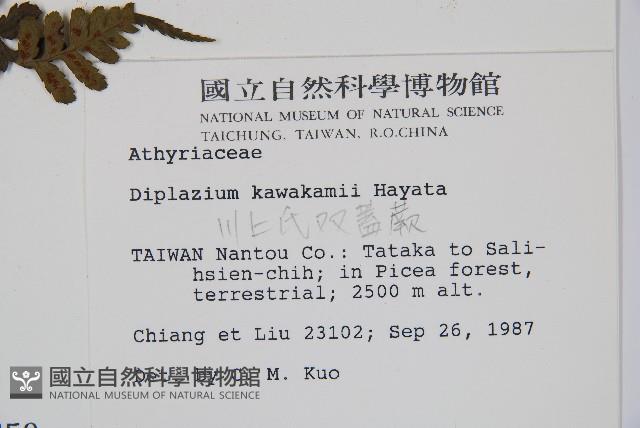 國立自然科學博物館
NATIONAL MUSEUM OF NATURAL SCIENCE
TAICHUNG, TAIWAN, R.O.CHINA
Athyriaceae
Diplazium kawakamii Hayata
川上氏双蓋蕨
TAIWAN Nantou Co.: Tataka to Sali-
hsien-chih; in Picea forest,
terrestrial; 2500 m alt.
Chiang et Liu 23102; Sep 26, 1987
M. Kuo
國立自然科學博物館
NATIONAL MUSEUM OF NATURAL SCIENCE